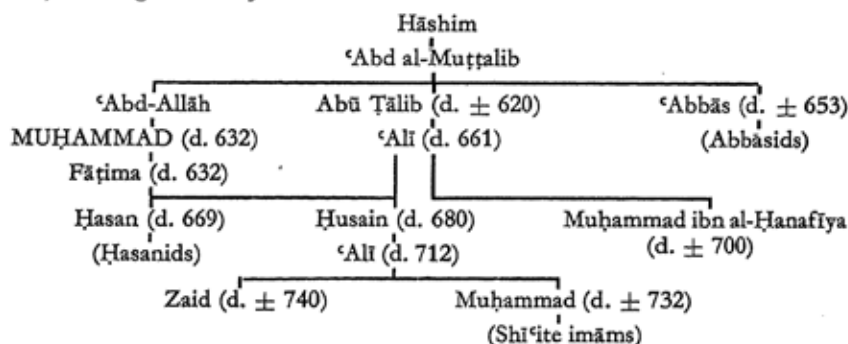 Hāshim
ʿAbd al-Muṭṭalib
ʿAbd-Allāh Abū Ṭālib (d. ± 620) ʿAbbās (d. ± 653)
MUḤAMMAD (d. 632) ʿAlī (d. 661) (Abbāsids)
Fāṭima (d. 632)
Ḥasan (d. 669) Ḥusain (d. 680) Muḥammad ibn al-Ḥanafīya
(Ḥasanids) ʿAlī (d. 712) (d. ± 700)
Zaid (d. ± 740) Muḥammad (d. ± 732)
(Shīʿite imāms)